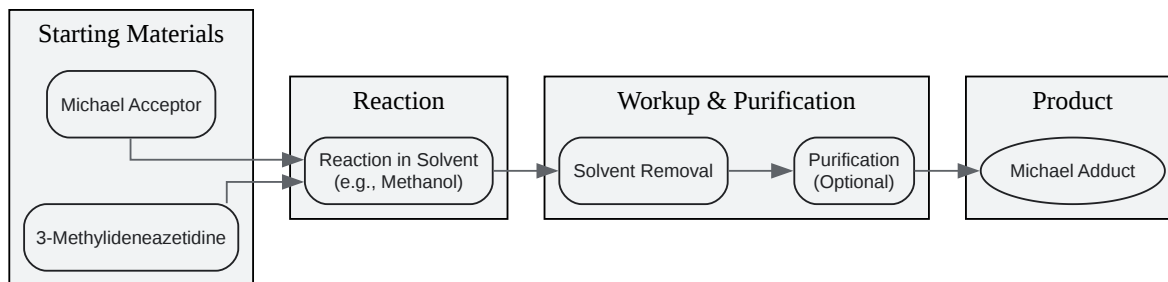 Starting Materials
Michael Acceptor
3-Methylideneazetidine
Reaction
Reaction in Solvent
(e.g., Methanol)
Workup & Purification
Solvent Removal
Purification
(Optional)
Product
Michael Adduct